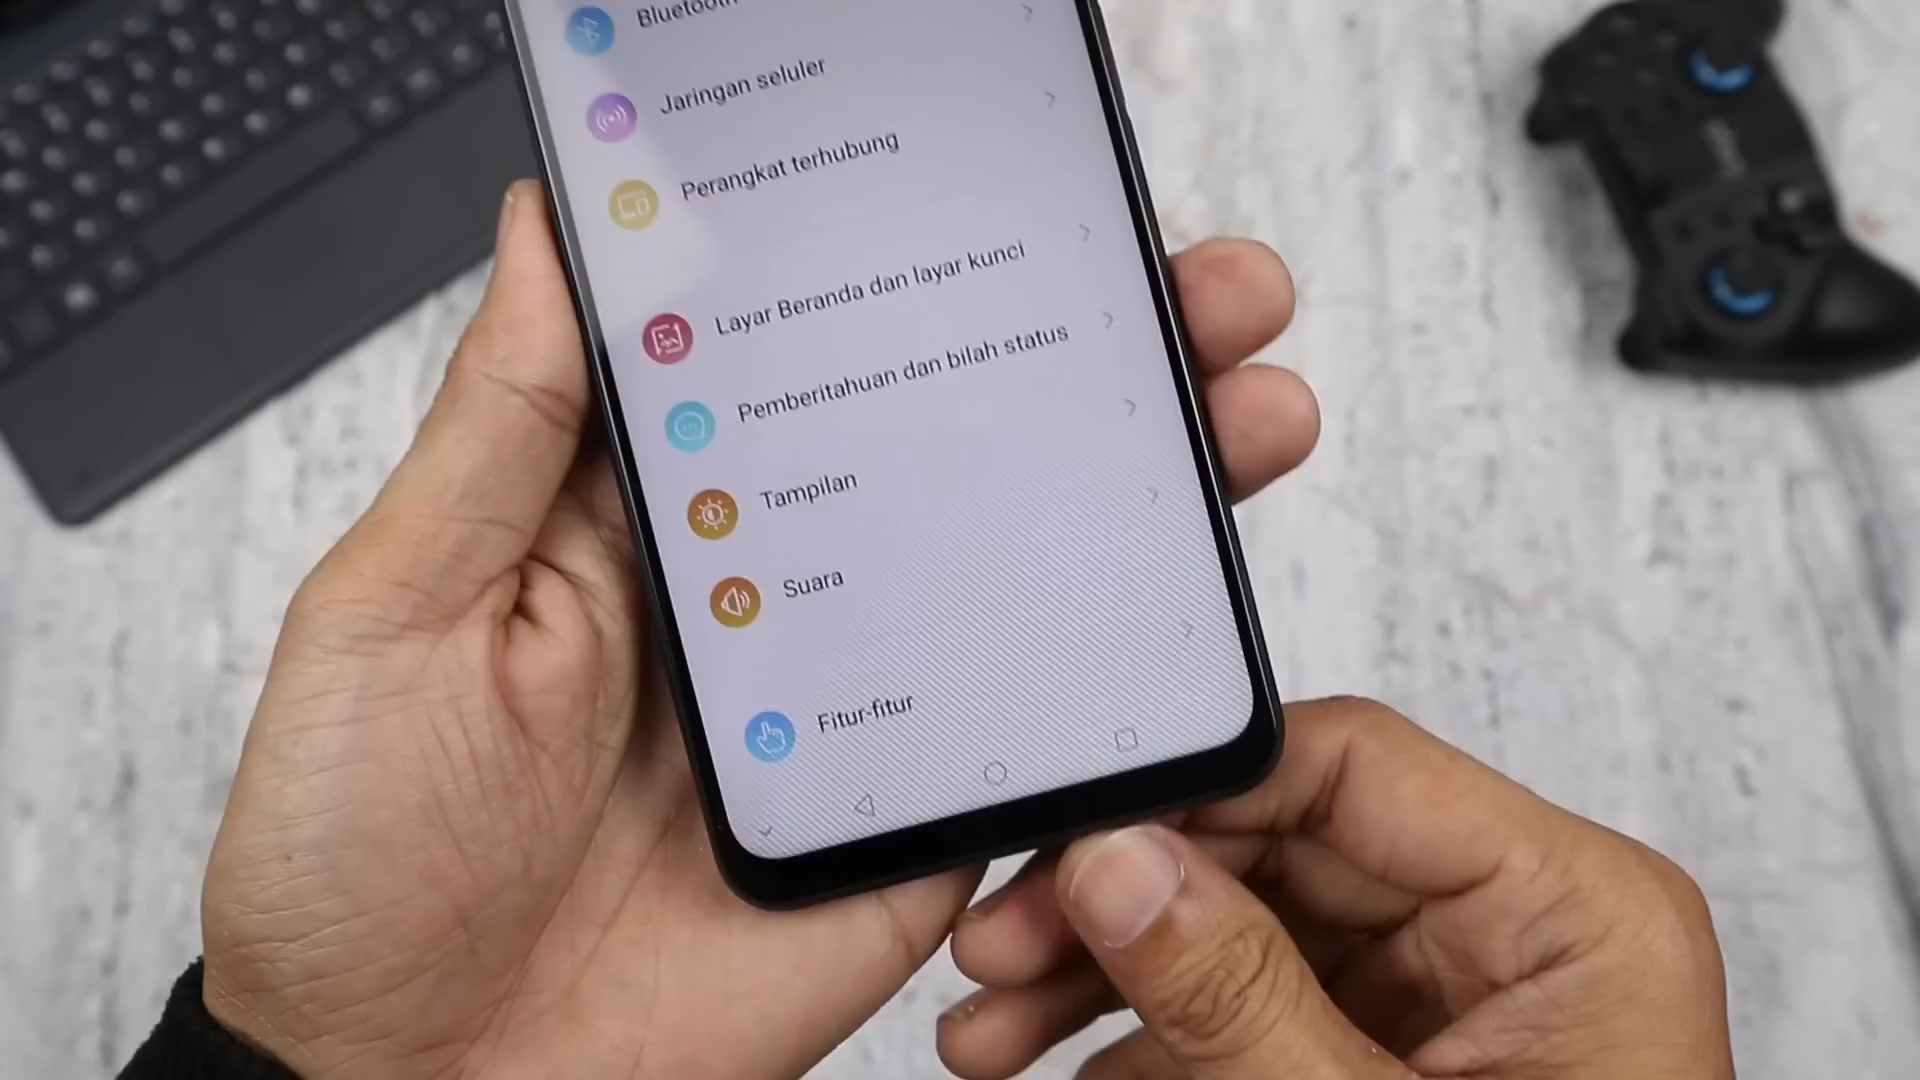 Bluetooth
Jaringan seluler
Perangkat terhubung
Layar Beranda dan layar kunci
Pemberitahuan dan bilah status
Tampilan
Suara
Fitur-fitur